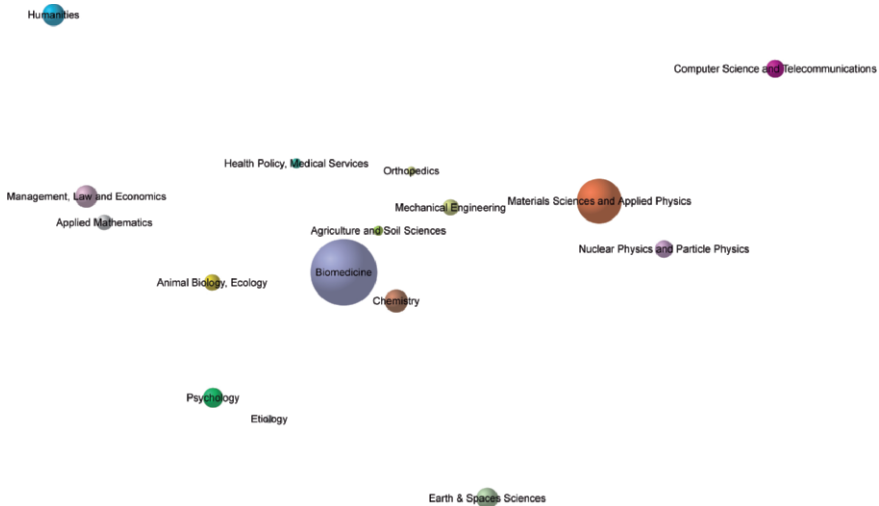 Humanities
Computer Science and Telecommunications
Health Policy, Medical Services
Orthopedics
Management, Law and Economics
Materials Sciences and Applied Physics
Mechanical Engineering
Applied Mathematics
Agriculture and Soil Sciences
Nuclear Physics and Particle Physics
Biomedicine
Animal Biology, Ecology
Chemistry
Psychology
Etiology
Earth & Spaces Sciences